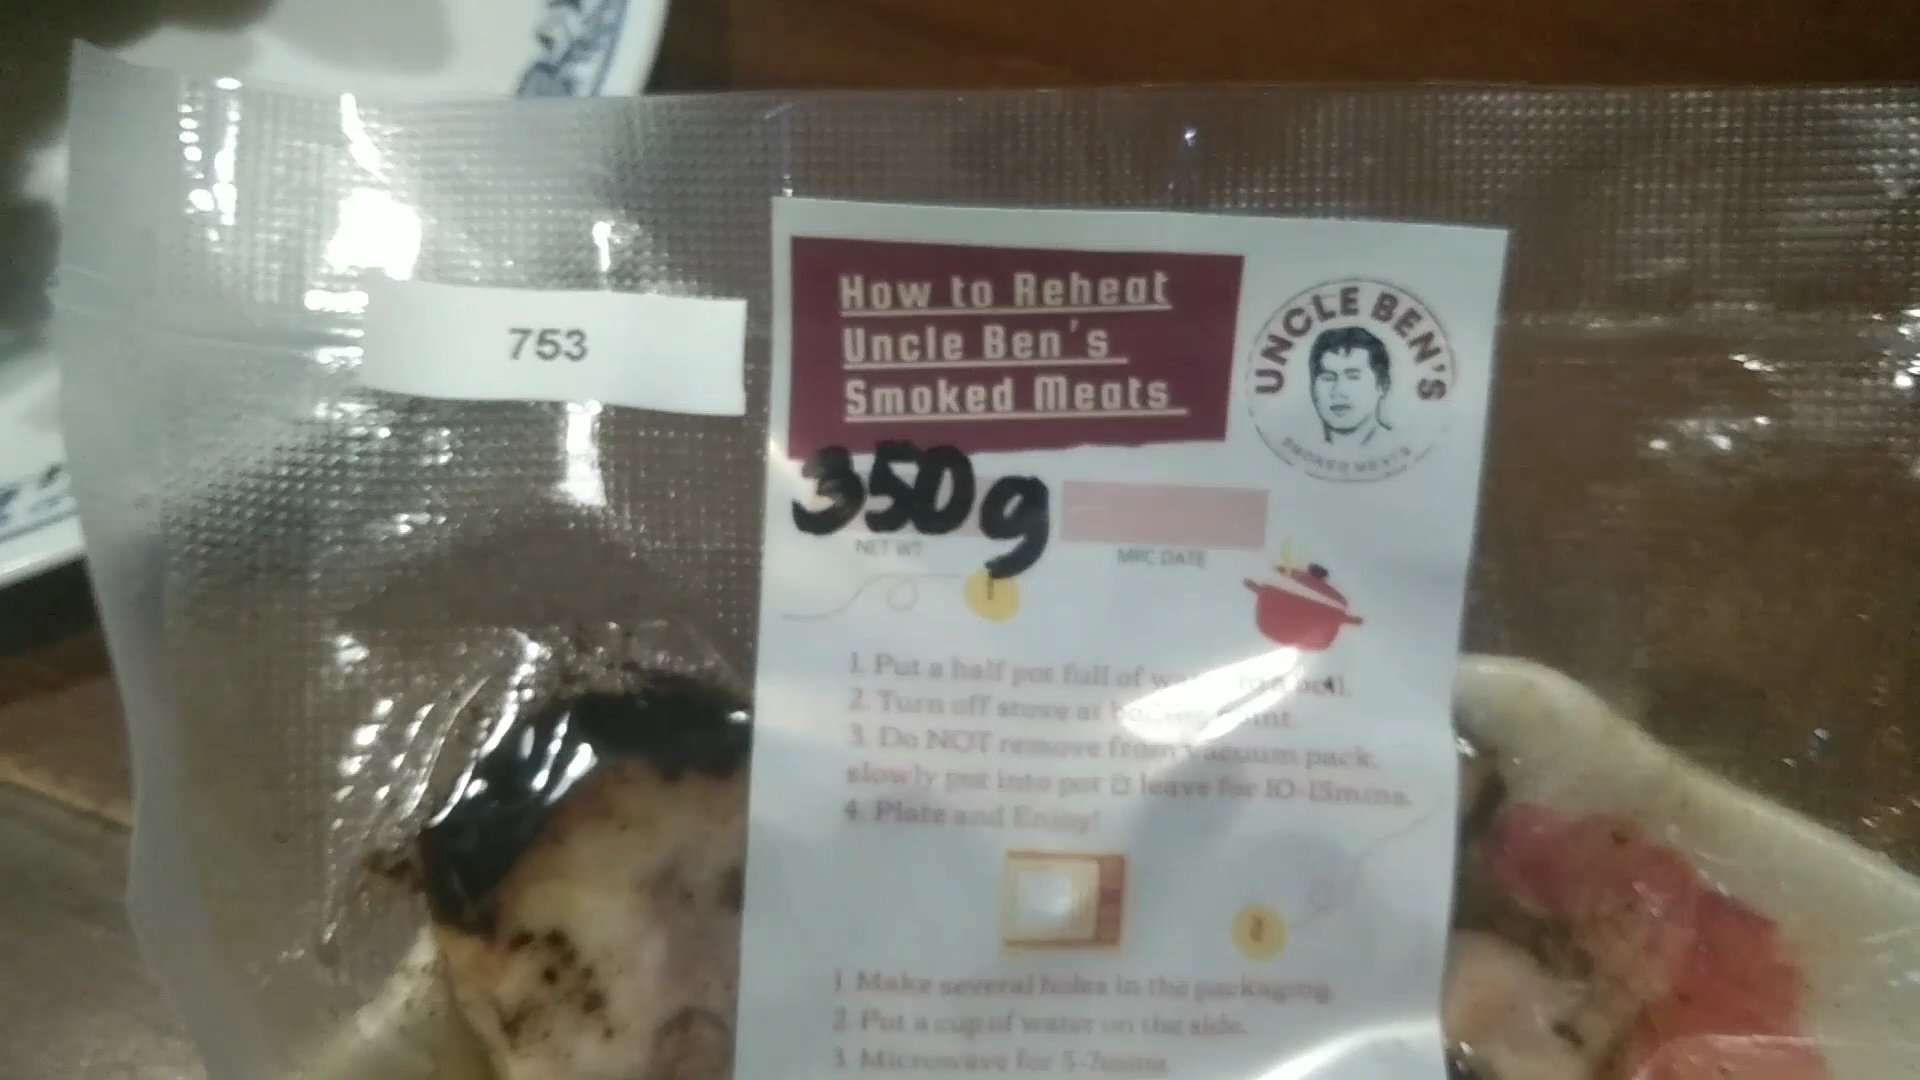 753
How to Reheat
Uncle Ben's
Smoked Meats
UNCLE BEN'S
SMOKED MEATS
350g
NET WT.
MFG DATE
1
1. Put a half pot full of water to a boil.
2. Turn off stove at boiling point.
3. Do NOT remove from vacuum pack,
slowly put into pot & leave for 10-15mins.
4. Plate and Enjoy!
2
1. Make several holes in the packaging.
2. Put a cup of water on the side.
3. Microwave for 5-7mins